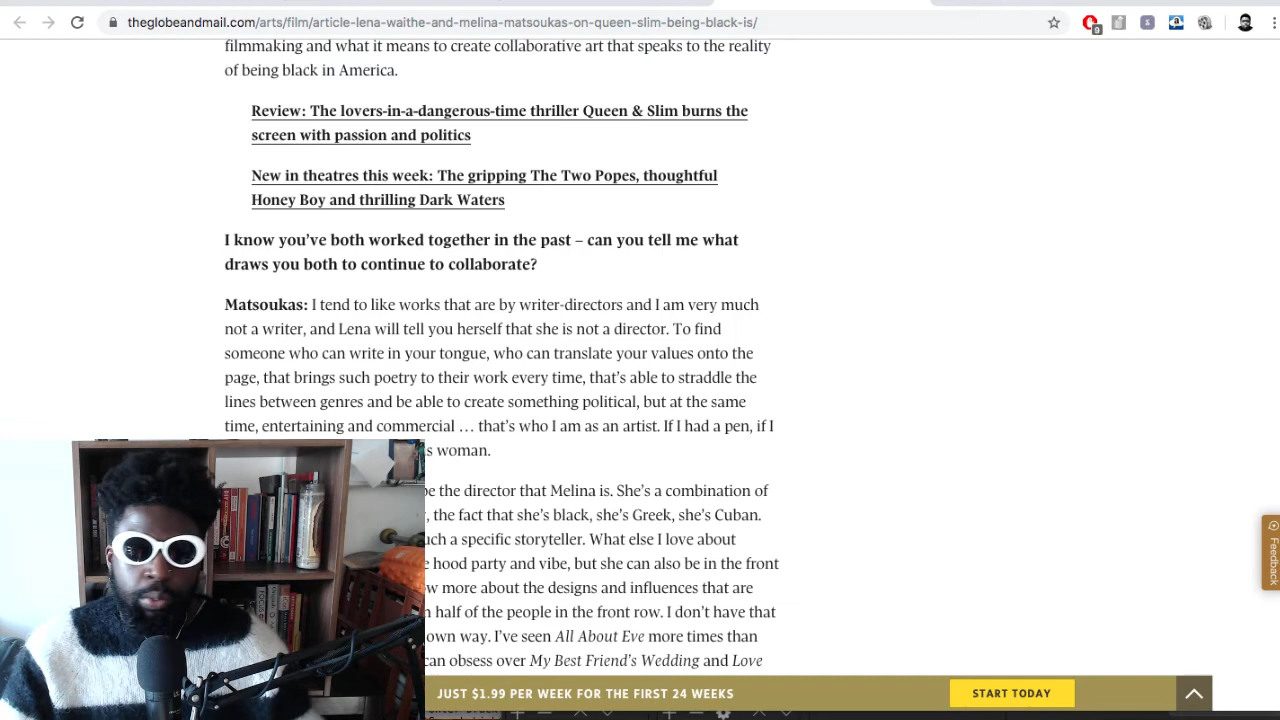 theglobeandmail.com/arts/film/article-lena-waithe-and-melina-matsoukas-on-queen-slim-being-black-is/
9
filmmaking and what it means to create collaborative art that speaks to the reality
of being black in America.
Review: The lovers-in-a-dangerous-time thriller Queen & Slim burns the
screen with passion and politics
New in theatres this week: The gripping The Two Popes, thoughtful
Honey Boy and thrilling Dark Waters
I know you’ve both worked together in the past – can you tell me what
draws you both to continue to collaborate?
Matsoukas: I tend to like works that are by writer-directors and I am very much
not a writer, and Lena will tell you herself that she is not a director. To find
someone who can write in your tongue, who can translate your values onto the
page, that brings such poetry to their work every time, that’s able to straddle the
lines between genres and be able to create something political, but at the same
time, entertaining and commercial … that’s who I am as an artist. If I had a pen, if I
s woman.
be the director that Melina is. She’s a combination of
, the fact that she’s black, she’s Greek, she’s Cuban.
uch a specific storyteller. What else I love about
e hood party and vibe, but she can also be in the front
ow more about the designs and influences that are
n half of the people in the front row. I don’t have that
own way. I’ve seen All About Eve more times than
can obsess over My Best Friend’s Wedding and Love
Feedback
JUST $1.99 PER WEEK FOR THE FIRST 24 WEEKS
START TODAY